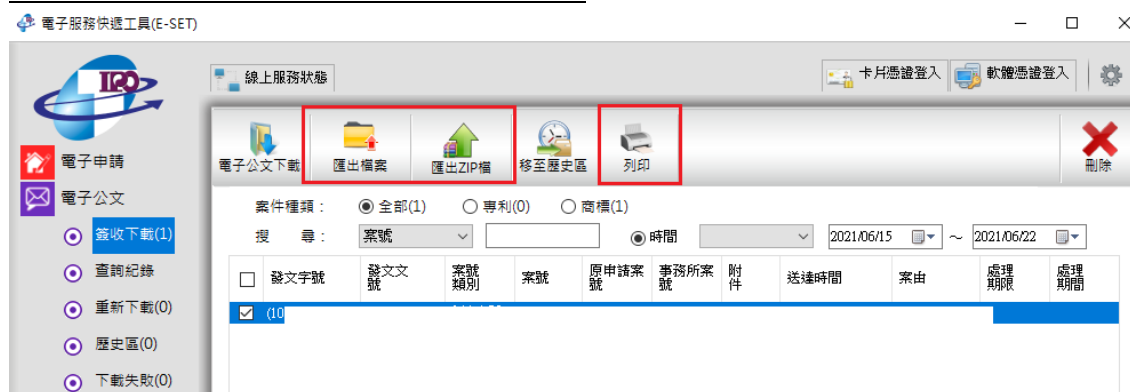 電子服務快遞工具(E-SET)
IPO
線上服務狀態
卡片憑證登入
軟體憑證登入
電子公文下載
匯出檔案
匯出ZIP檔
移至歷史區
列印
刪除
電子申請
電子公文
簽收下載(1)
查詢紀錄
重新下載(0)
歷史區(0)
下載失敗(0)
案件種類：
全部(1)
專利(0)
商標(1)
搜　尋：
案號
時間
2021/06/15
～
2021/06/22
發文字號
發文文號
案號類別
案號
原申請案號
事務所案號
附件
送達時間
案由
處理期限
處理期間
(10